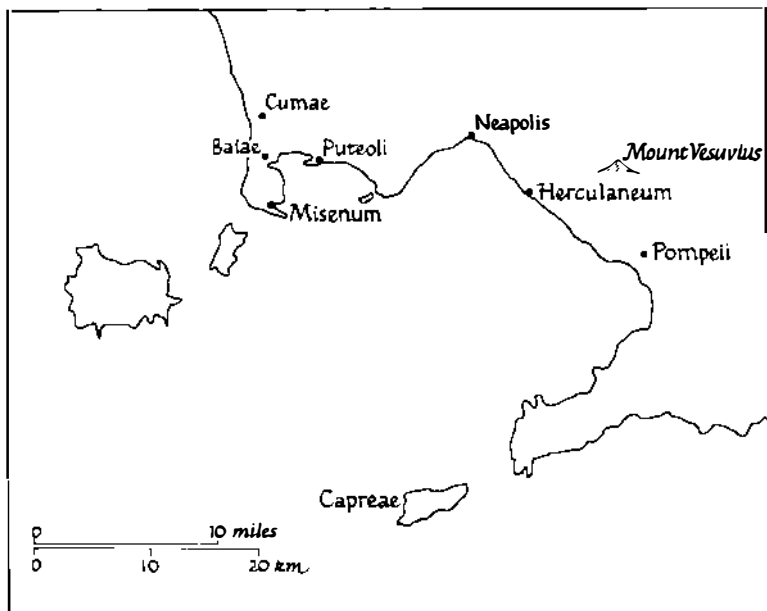 Cumae
Neapolis
Baiae
Puteoli
Mount Vesuvius
Herculaneum
Misenum
Pompeii
Capreae
0 10 miles
0 10 20 km